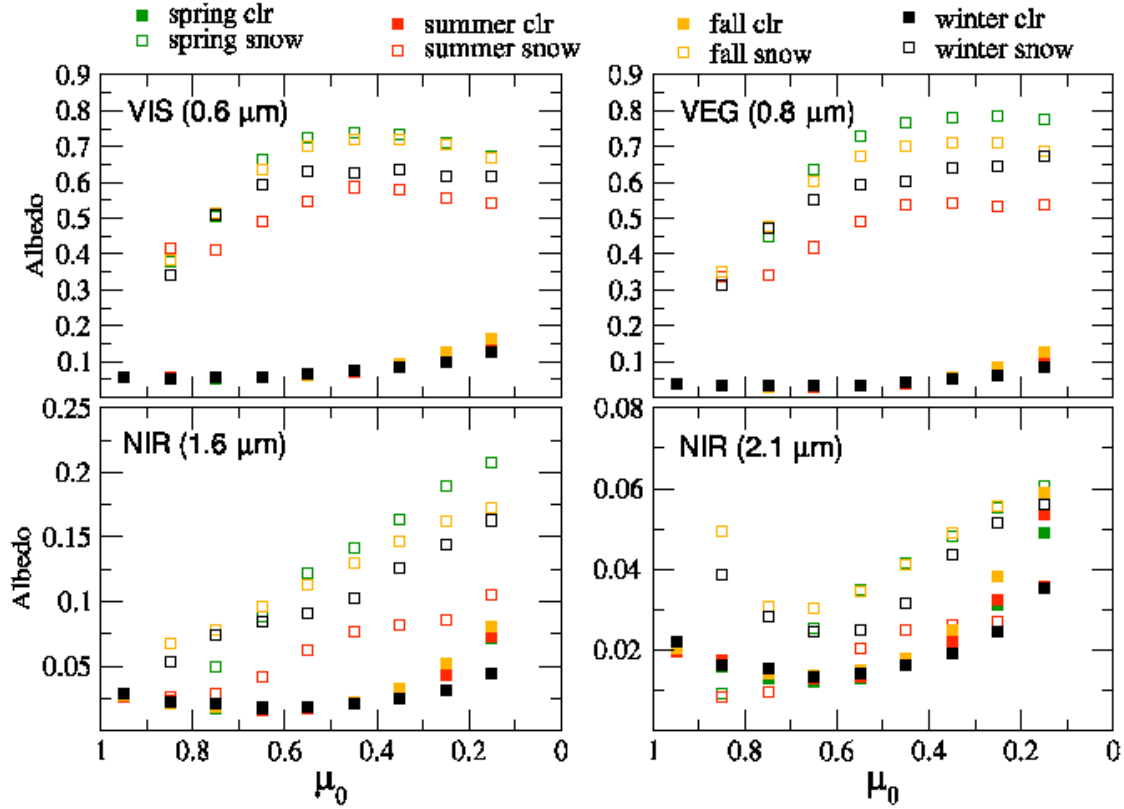 spring clr
spring snow
summer clr
summer snow
fall clr
fall snow
winter clr
winter snow
VIS (0.6 μm)
VEG (0.8 μm)
0.9
0.8
0.7
0.6
0.5
0.4
0.3
0.2
0.1
Albedo
0.9
0.8
0.7
0.6
0.5
0.4
0.3
0.2
0.1
NIR (1.6 μm)
NIR (2.1 μm)
0.25
0.2
0.15
0.1
0.05
Albedo
0.08
0.06
0.04
0.02
1 0.8 0.6 0.4 0.2 0
1 0.8 0.6 0.4 0.2 0
μ0
μ0